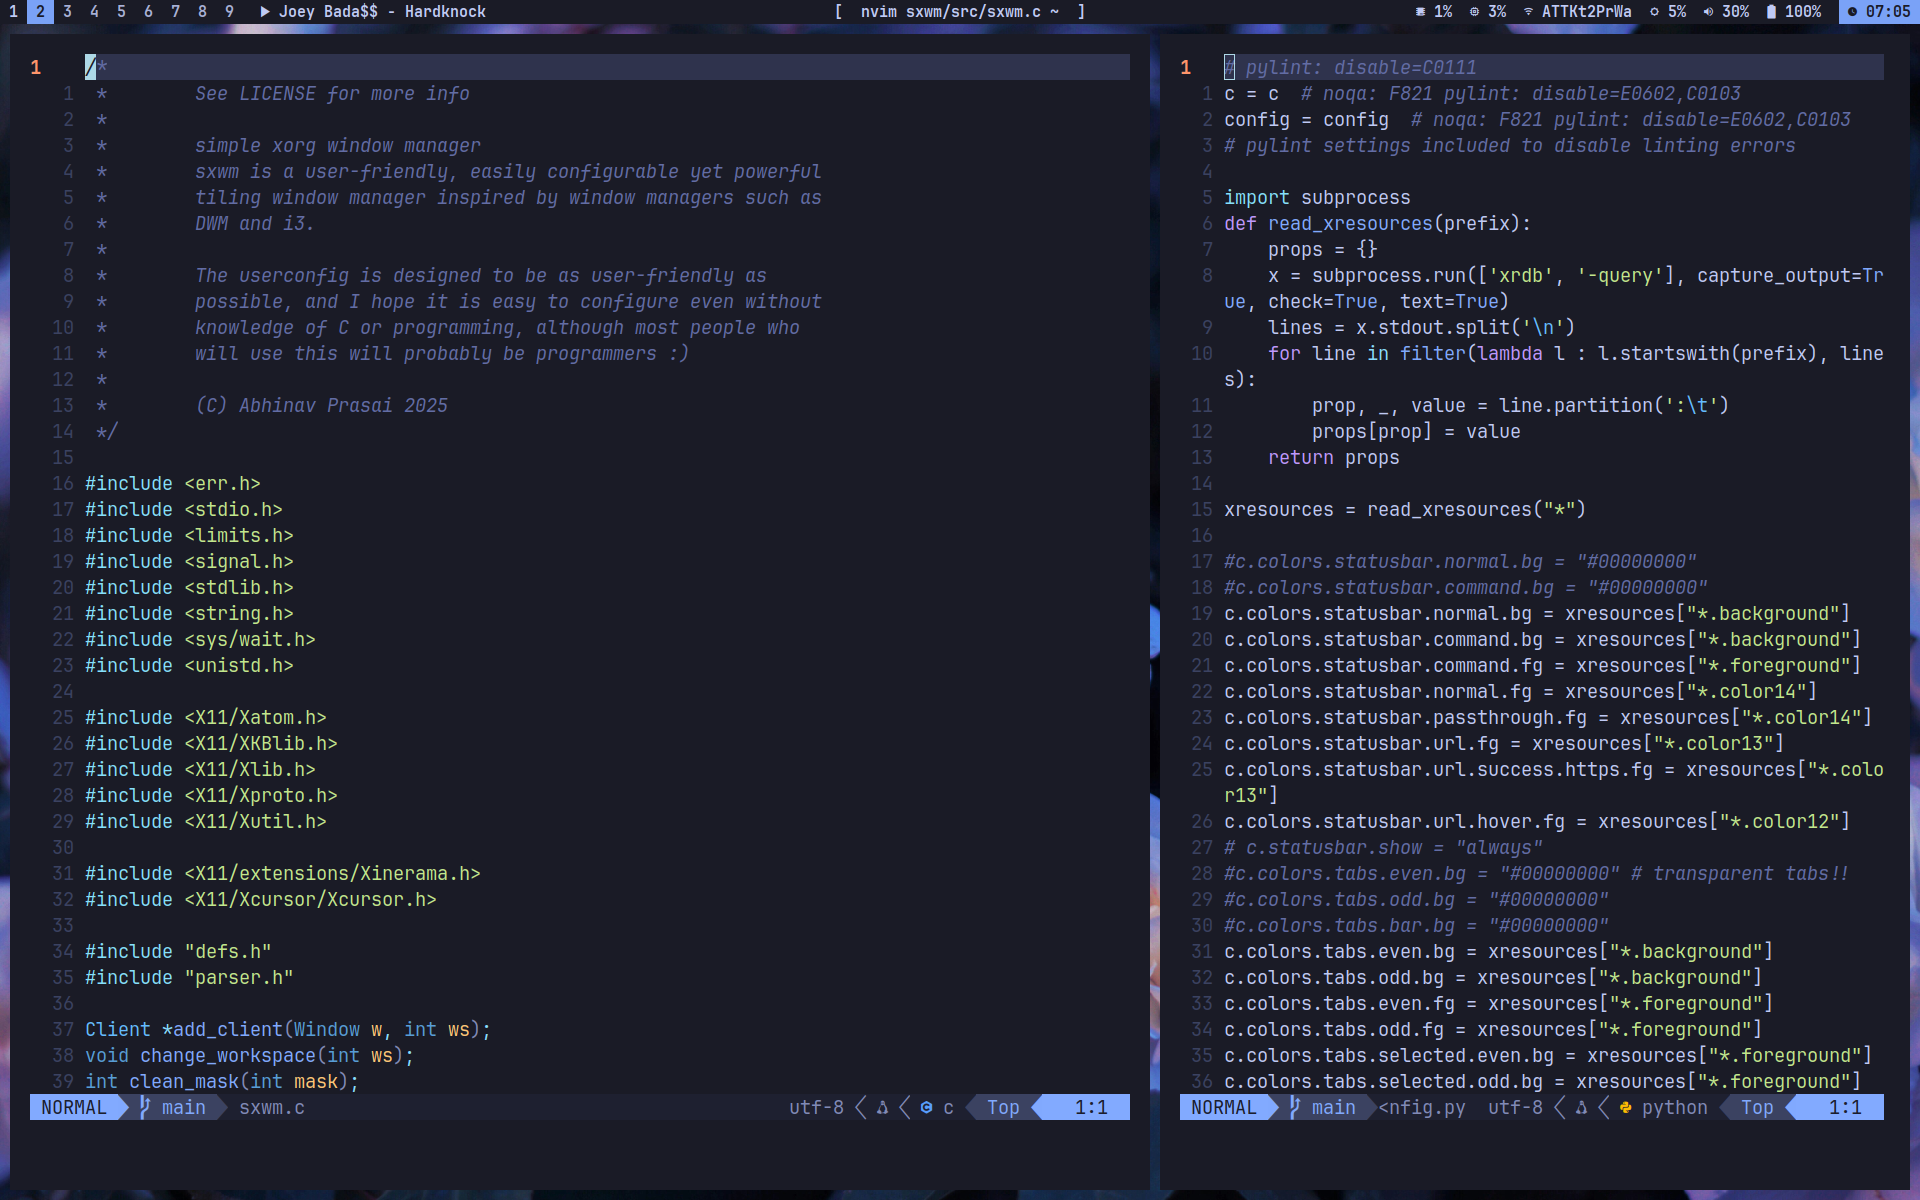 1 2 3 4 5 6 7 8 9 ▶ Joey Bada$$ - Hardknock [ nvim sxwm/src/sxwm.c ~ ] 1% 3% ATTKt2PrWa 5% 30% 100% 07:05
1 /*
1 * See LICENSE for more info
2 *
3 * simple xorg window manager
4 * sxwm is a user-friendly, easily configurable yet powerful
5 * tiling window manager inspired by window managers such as
6 * DWM and i3.
7 *
8 * The userconfig is designed to be as user-friendly as
9 * possible, and I hope it is easy to configure even without
10 * knowledge of C or programming, although most people who
11 * will use this will probably be programmers :)
12 *
13 * (C) Abhinav Prasai 2025
14 */
15
16 #include <err.h>
17 #include <stdio.h>
18 #include <limits.h>
19 #include <signal.h>
20 #include <stdlib.h>
21 #include <string.h>
22 #include <sys/wait.h>
23 #include <unistd.h>
24
25 #include <X11/Xatom.h>
26 #include <X11/XKBlib.h>
27 #include <X11/Xlib.h>
28 #include <X11/Xproto.h>
29 #include <X11/Xutil.h>
30
31 #include <X11/extensions/Xinerama.h>
32 #include <X11/Xcursor/Xcursor.h>
33
34 #include "defs.h"
35 #include "parser.h"
36
37 Client *add_client(Window w, int ws);
38 void change_workspace(int ws);
39 int clean_mask(int mask);
NORMAL main sxwm.c utf-8 c Top 1:1
1 # pylint: disable=C0111
1 c = c  # noqa: F821 pylint: disable=E0602,C0103
2 config = config  # noqa: F821 pylint: disable=E0602,C0103
3 # pylint settings included to disable linting errors
4
5 import subprocess
6 def read_xresources(prefix):
7     props = {}
8     x = subprocess.run(['xrdb', '-query'], capture_output=Tr
ue, check=True, text=True)
9     lines = x.stdout.split('\n')
10     for line in filter(lambda l : l.startswith(prefix), line
s):
11         prop, _, value = line.partition(':\t')
12         props[prop] = value
13     return props
14
15 xresources = read_xresources("*")
16
17 #c.colors.statusbar.normal.bg = "#00000000"
18 #c.colors.statusbar.command.bg = "#00000000"
19 c.colors.statusbar.normal.bg = xresources["*.background"]
20 c.colors.statusbar.command.bg = xresources["*.background"]
21 c.colors.statusbar.command.fg = xresources["*.foreground"]
22 c.colors.statusbar.normal.fg = xresources["*.color14"]
23 c.colors.statusbar.passthrough.fg = xresources["*.color14"]
24 c.colors.statusbar.url.fg = xresources["*.color13"]
25 c.colors.statusbar.url.success.https.fg = xresources["*.colo
r13"]
26 c.colors.statusbar.url.hover.fg = xresources["*.color12"]
27 # c.statusbar.show = "always"
28 #c.colors.tabs.even.bg = "#00000000" # transparent tabs!!
29 #c.colors.tabs.odd.bg = "#00000000"
30 #c.colors.tabs.bar.bg = "#00000000"
31 c.colors.tabs.even.bg = xresources["*.background"]
32 c.colors.tabs.odd.bg = xresources["*.background"]
33 c.colors.tabs.even.fg = xresources["*.foreground"]
34 c.colors.tabs.odd.fg = xresources["*.foreground"]
35 c.colors.tabs.selected.even.bg = xresources["*.foreground"]
36 c.colors.tabs.selected.odd.bg = xresources["*.foreground"]
NORMAL main <nfig.py utf-8 python Top 1:1